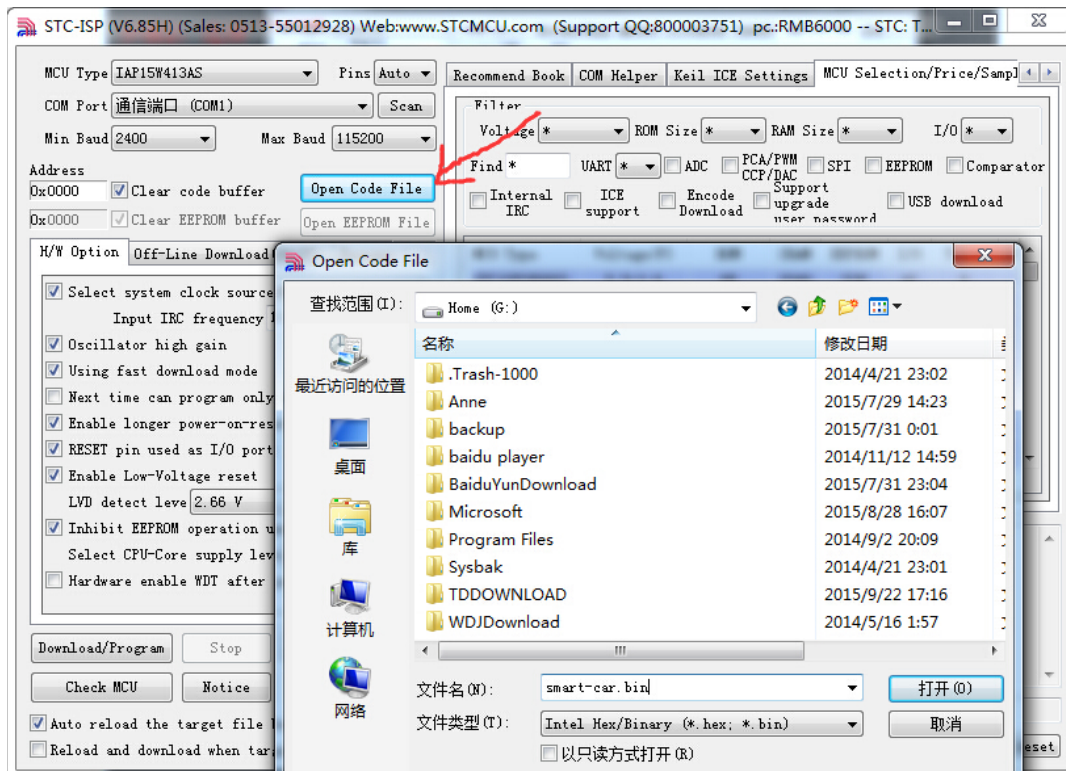 STC-ISP (V6.85H) (Sales: 0513-55012928) Web:www.STCMCU.com (Support QQ:800003751) pc.:RMB6000 -- STC: T...
MCU Type IAP15W413AS Pins Auto
COM Port 通信端口 (COM1) Scan
Min Baud 2400 Max Baud 115200
Address
0x0000 Clear code buffer Open Code File
0x0000 Clear EEPROM buffer Open EEPROM File
Recommend Book COM Helper Keil ICE Settings MCU Selection/Price/Sampl
Filter
Voltage * ROM Size * RAM Size * I/O *
Find * UART * ADC PCA/PWM CCP/DAC SPI EEPROM Comparator
Internal IRC ICE support Encode Download Support upgrade user password USB download
H/W Option Off-Line Download
Select system clock source
Input IRC frequency
Oscillator high gain
Using fast download mode
Next time can program only
Enable longer power-on-res
RESET pin used as I/O port
Enable Low-Voltage reset
LVD detect leve 2.66 V
Inhibit EEPROM operation u
Select CPU-Core supply lev
Hardware enable WDT after
Download/Program Stop
Check MCU Notice
Auto reload the target file
Reload and download when tar
eset
Open Code File
查找范围(I): Home (G:)
名称 修改日期
.Trash-1000 2014/4/21 23:02
Anne 2015/7/29 14:23
backup 2015/7/31 0:01
baidu player 2014/11/12 14:59
BaiduYunDownload 2015/7/31 23:04
Microsoft 2015/8/28 16:07
Program Files 2014/9/2 20:09
Sysbak 2014/4/21 23:01
TDDOWNLOAD 2015/9/22 17:16
WDJDownload 2014/5/16 1:57
最近访问的位置
桌面
库
计算机
网络
文件名(N): smart-car.bin 打开(O)
文件类型(T): Intel Hex/Binary (*.hex; *.bin) 取消
以只读方式打开(R)